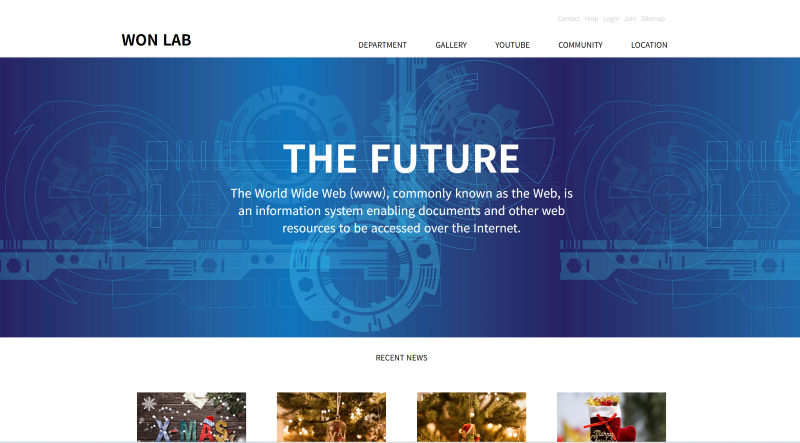 Contact Help Login Join Sitemap
WON LAB
DEPARTMENT GALLERY YOUTUBE COMMUNITY LOCATION
THE FUTURE
The World Wide Web (www), commonly known as the Web, is
an information system enabling documents and other web
resources to be accessed over the Internet.
RECENT NEWS
X-MAS